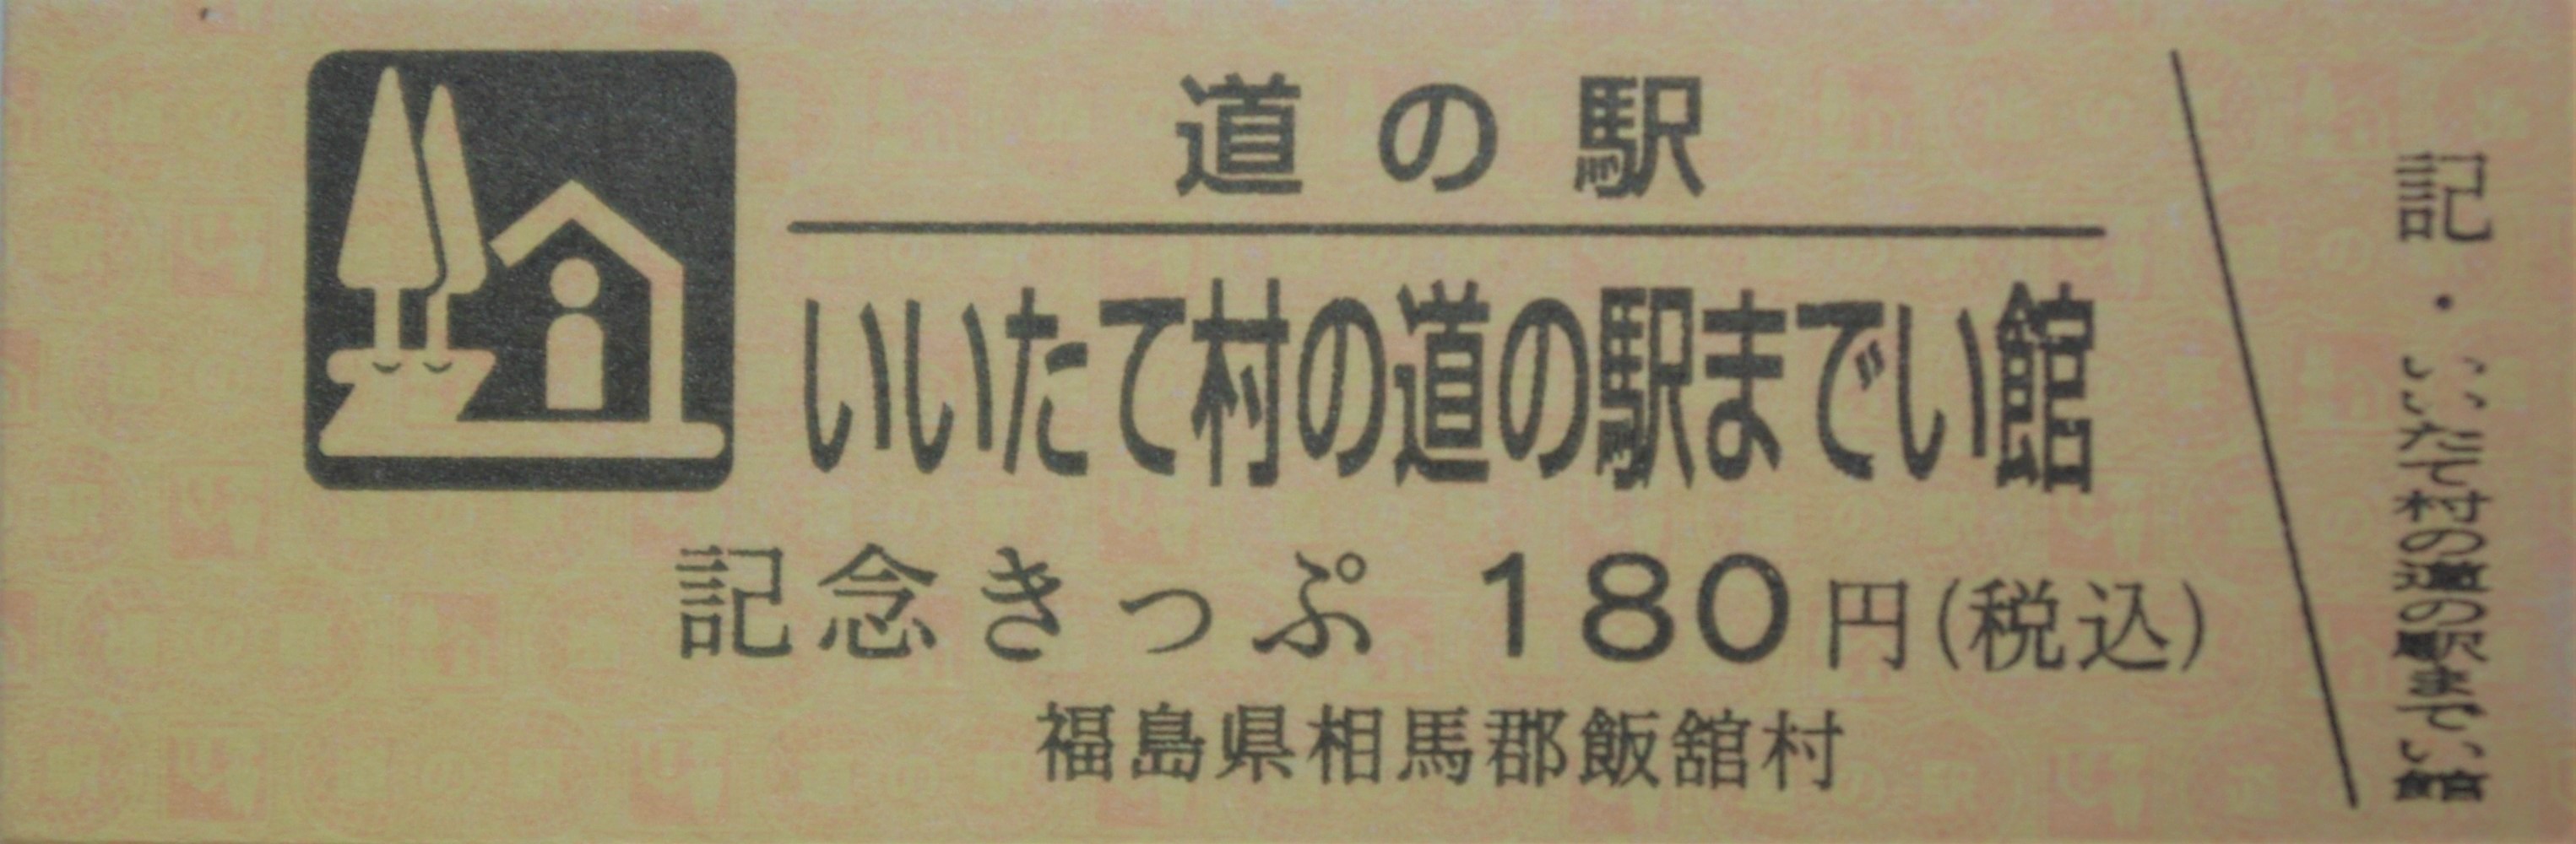 道の駅
いいたて村の道の駅までい館
記念きっぷ 180円(税込)
福島県相馬郡飯舘村
記・いいたて村の道の駅までい館